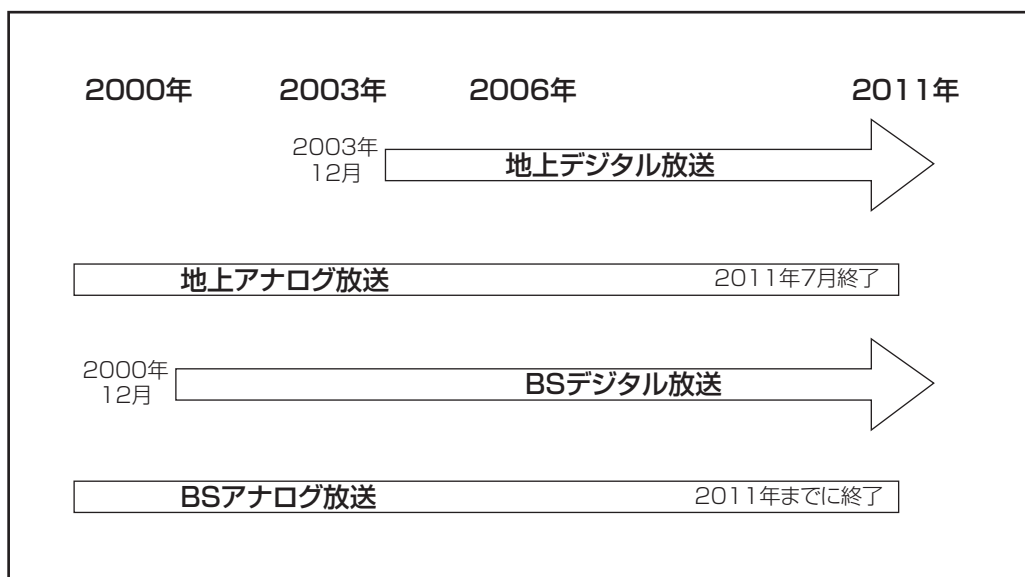 2000年 2003年 2006年 2011年
2003年
12月
地上デジタル放送
地上アナログ放送 2011年7月終了
2000年
12月
BSデジタル放送
BSアナログ放送 2011年までに終了